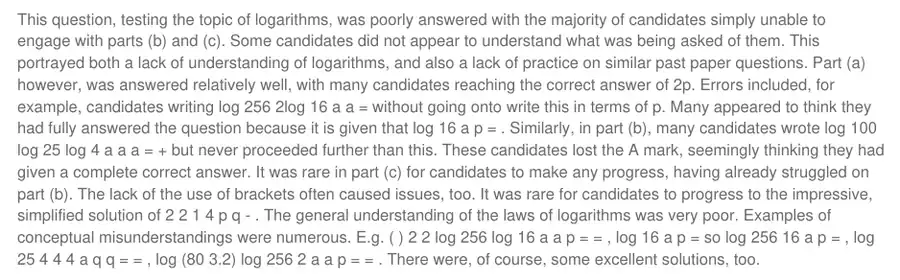 This question, testing the topic of logarithms, was poorly answered with the majority of candidates simply unable to
engage with parts (b) and (c). Some candidates did not appear to understand what was being asked of them. This
portrayed both a lack of understanding of logarithms, and also a lack of practice on similar past paper questions. Part (a)
however, was answered relatively well, with many candidates reaching the correct answer of 2p. Errors included, for
example, candidates writing log 256 2log 16 a a = without going onto write this in terms of p. Many appeared to think they
had fully answered the question because it is given that log 16 a p = . Similarly, in part (b), many candidates wrote log 100
log 25 log 4 a a a = + but never proceeded further than this. These candidates lost the A mark, seemingly thinking they had
given a complete correct answer. It was rare in part (c) for candidates to make any progress, having already struggled on
part (b). The lack of the use of brackets often caused issues, too. It was rare for candidates to progress to the impressive,
simplified solution of 2 2 1 4 p q - . The general understanding of the laws of logarithms was very poor. Examples of
conceptual misunderstandings were numerous. E.g. ( ) 2 2 log 256 log 16 a a p = = , log 16 a p = so log 256 16 a p = , log
25 4 4 4 a q q = = , log (80 3.2) log 256 2 a a p = = . There were, of course, some excellent solutions, too.